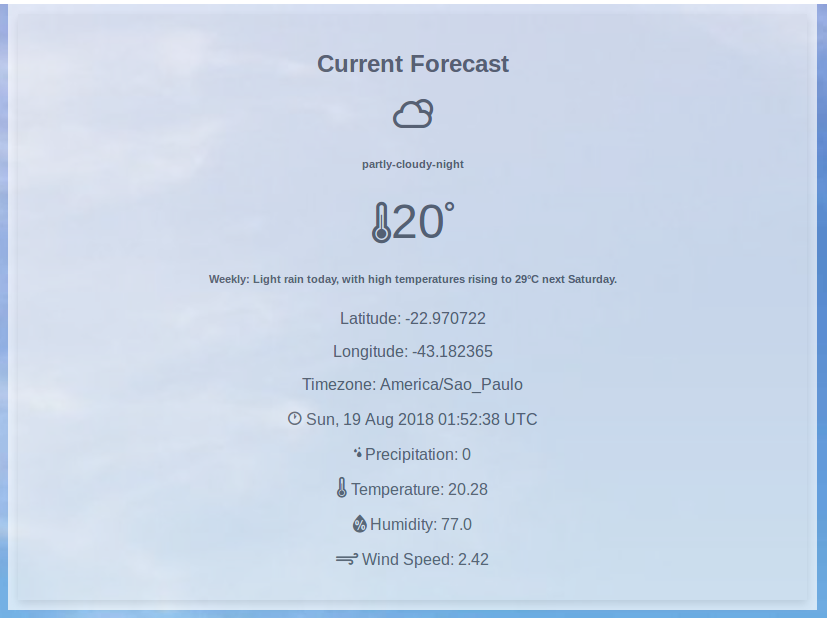 Current Forecast
partly-cloudy-night
20°
Weekly: Light rain today, with high temperatures rising to 29°C next Saturday.
Latitude: -22.970722
Longitude: -43.182365
Timezone: America/Sao_Paulo
Sun, 19 Aug 2018 01:52:38 UTC
Precipitation: 0
Temperature: 20.28
Humidity: 77.0
Wind Speed: 2.42